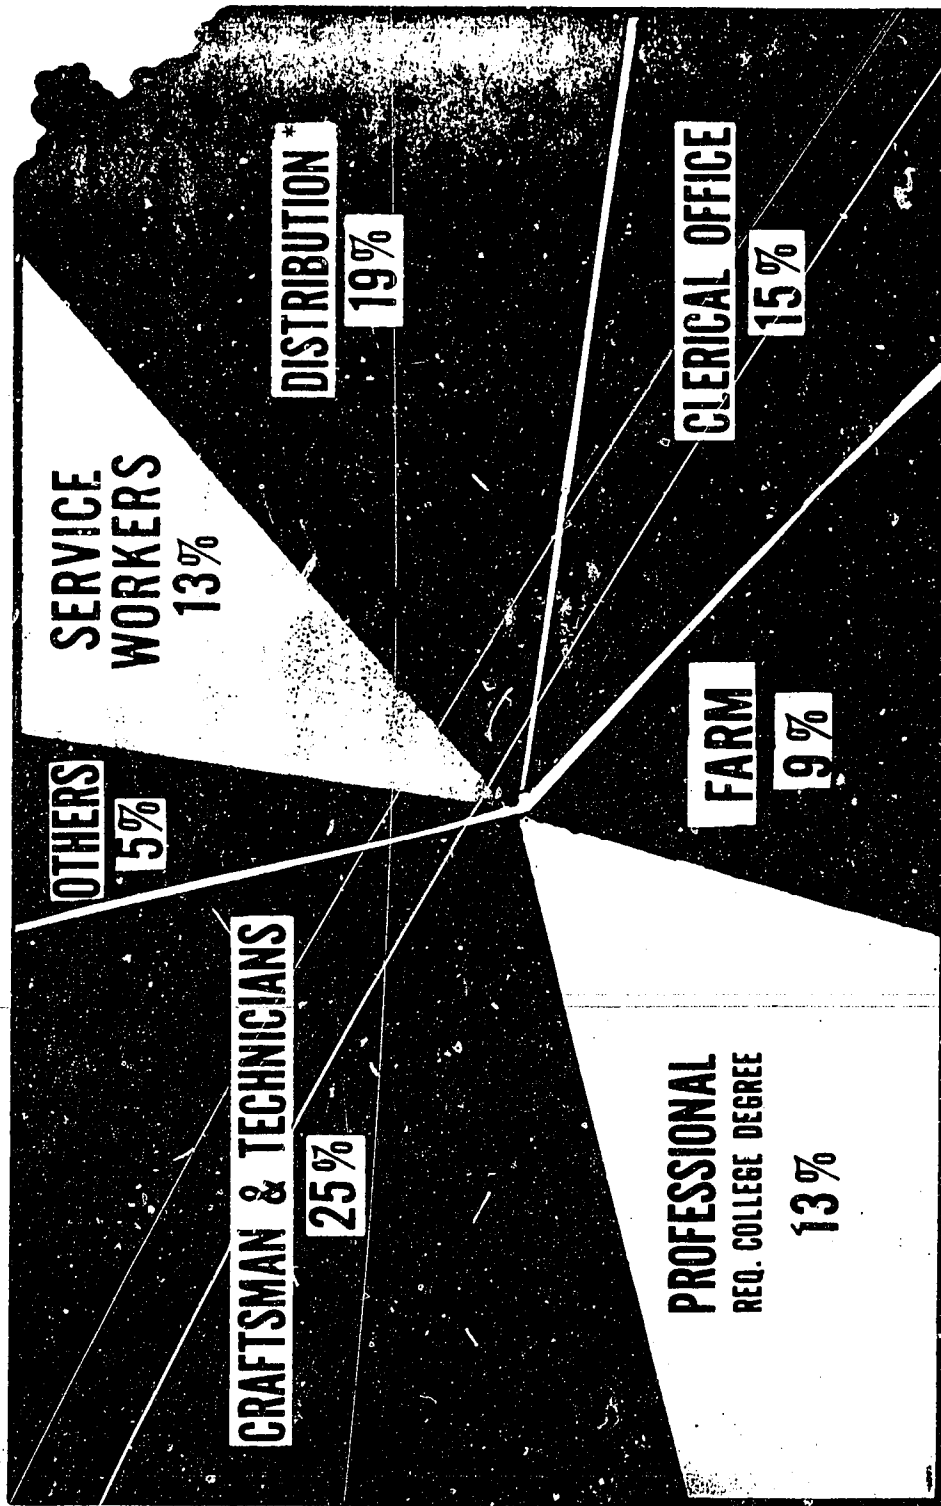 OTHERS
5%
SERVICE
WORKERS
13%
CRAFTSMAN & TECHNICIANS
25%
DISTRIBUTION*
19%
PROFESSIONAL
REQ. COLLEGE DEGREE
13%
FARM
9%
CLERICAL OFFICE
15%